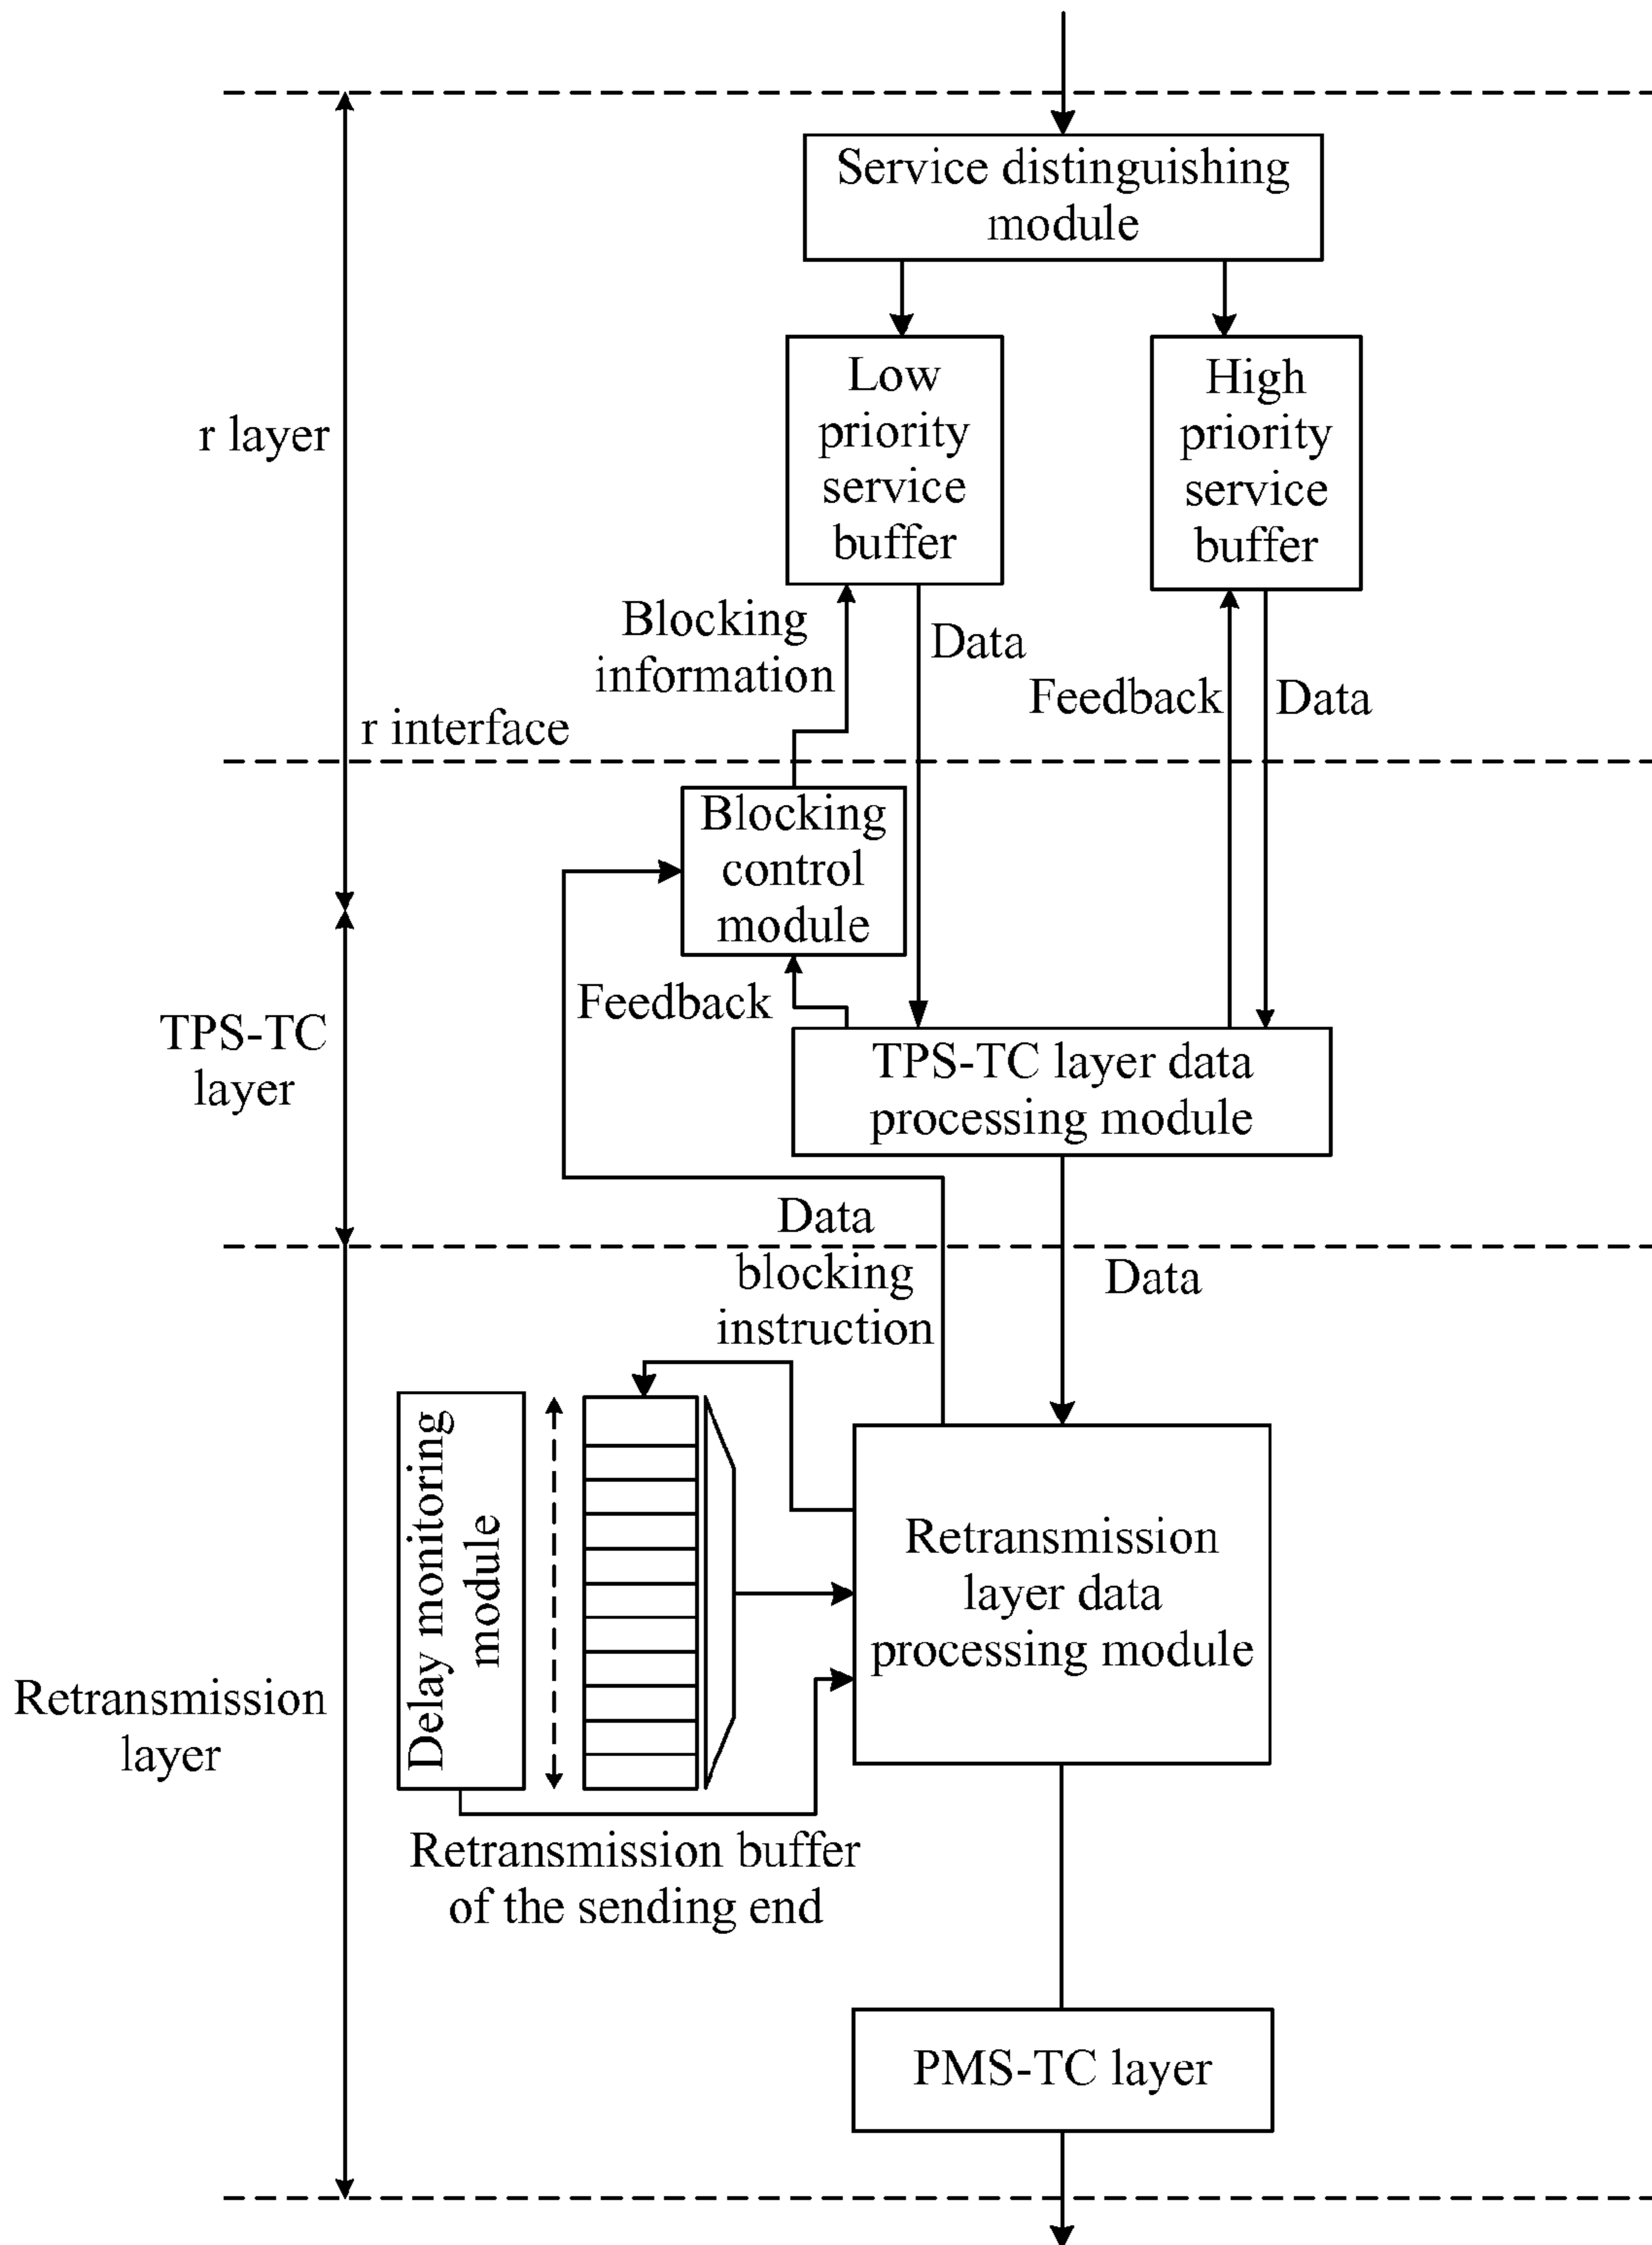 Service distinguishing
module
Low
priority
service
buffer
High
priority
service
buffer
r layer
Blocking
information
Data
Feedback
Data
r interface
Blocking
control
module
Feedback
TPS-TC
layer
TPS-TC layer data
processing module
Data
blocking
instruction
Data
Delay monitoring
module
Retransmission
layer data
processing module
Retransmission
layer
Retransmission buffer
of the sending end
PMS-TC layer